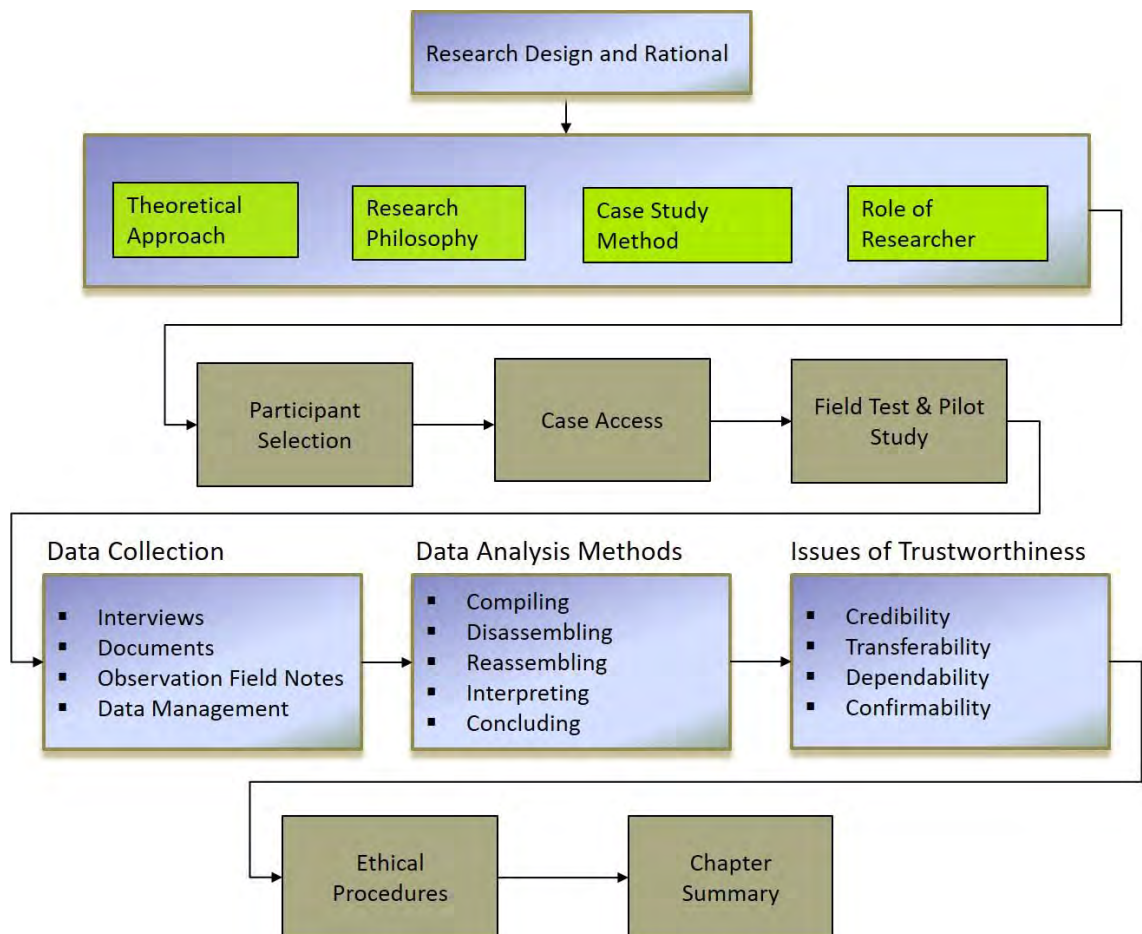 Research Design and Rational
Theoretical
Approach
Research
Philosophy
Case Study
Method
Role of
Researcher
Participant
Selection
Case Access
Field Test & Pilot
Study
Data Collection
▪ Interviews
▪ Documents
▪ Observation Field Notes
▪ Data Management
Data Analysis Methods
▪ Compiling
▪ Disassembling
▪ Reassembling
▪ Interpreting
▪ Concluding
Issues of Trustworthiness
▪ Credibility
▪ Transferability
▪ Dependability
▪ Confirmability
Ethical
Procedures
Chapter
Summary